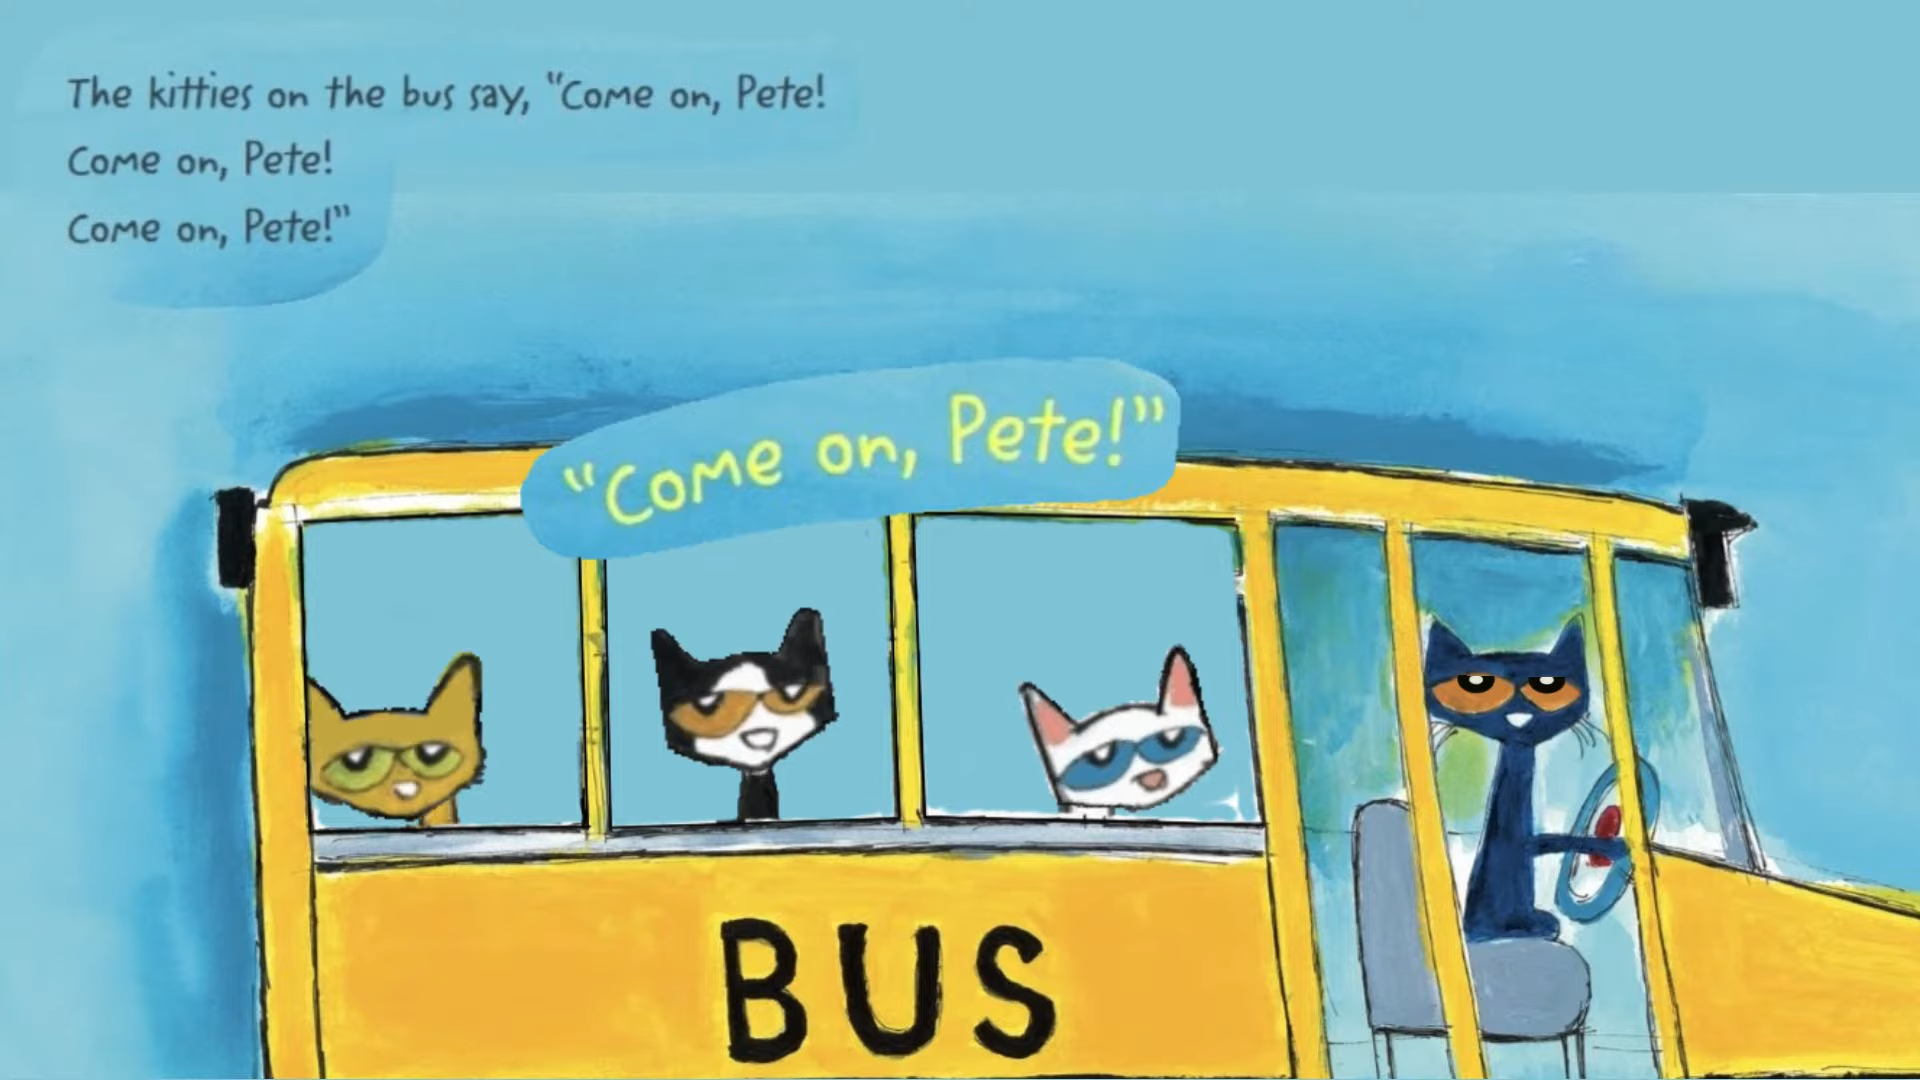 The kitties on the bus say, “Come on, Pete!
Come on, Pete!
Come on, Pete!”
“Come on, Pete!”
BUS